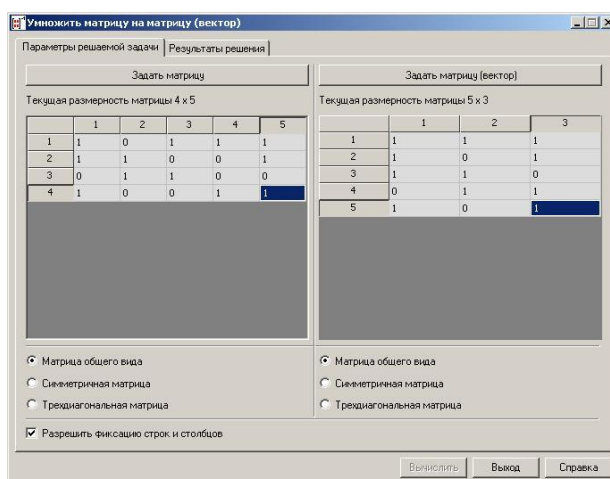 Умножить матрицу на матрицу (вектор)
Параметры решаемой задачи Результаты решения
Задать матрицу Задать матрицу (вектор)
Текущая размерность матрицы 4 x 5 Текущая размерность матрицы 5 x 3
1 2 3 4 5
1 1 0 1 1 1
2 1 1 0 0 1
3 0 1 1 0 0
4 1 0 0 1 1
1 2 3
1 1 1 1
2 1 0 1
3 1 1 0
4 0 1 1
5 1 0 1
Матрица общего вида Матрица общего вида
Симметричная матрица Симметричная матрица
Трехдиагональная матрица Трехдиагональная матрица
Разрешить фиксацию строк и столбцов
Вычислить Выход Справка